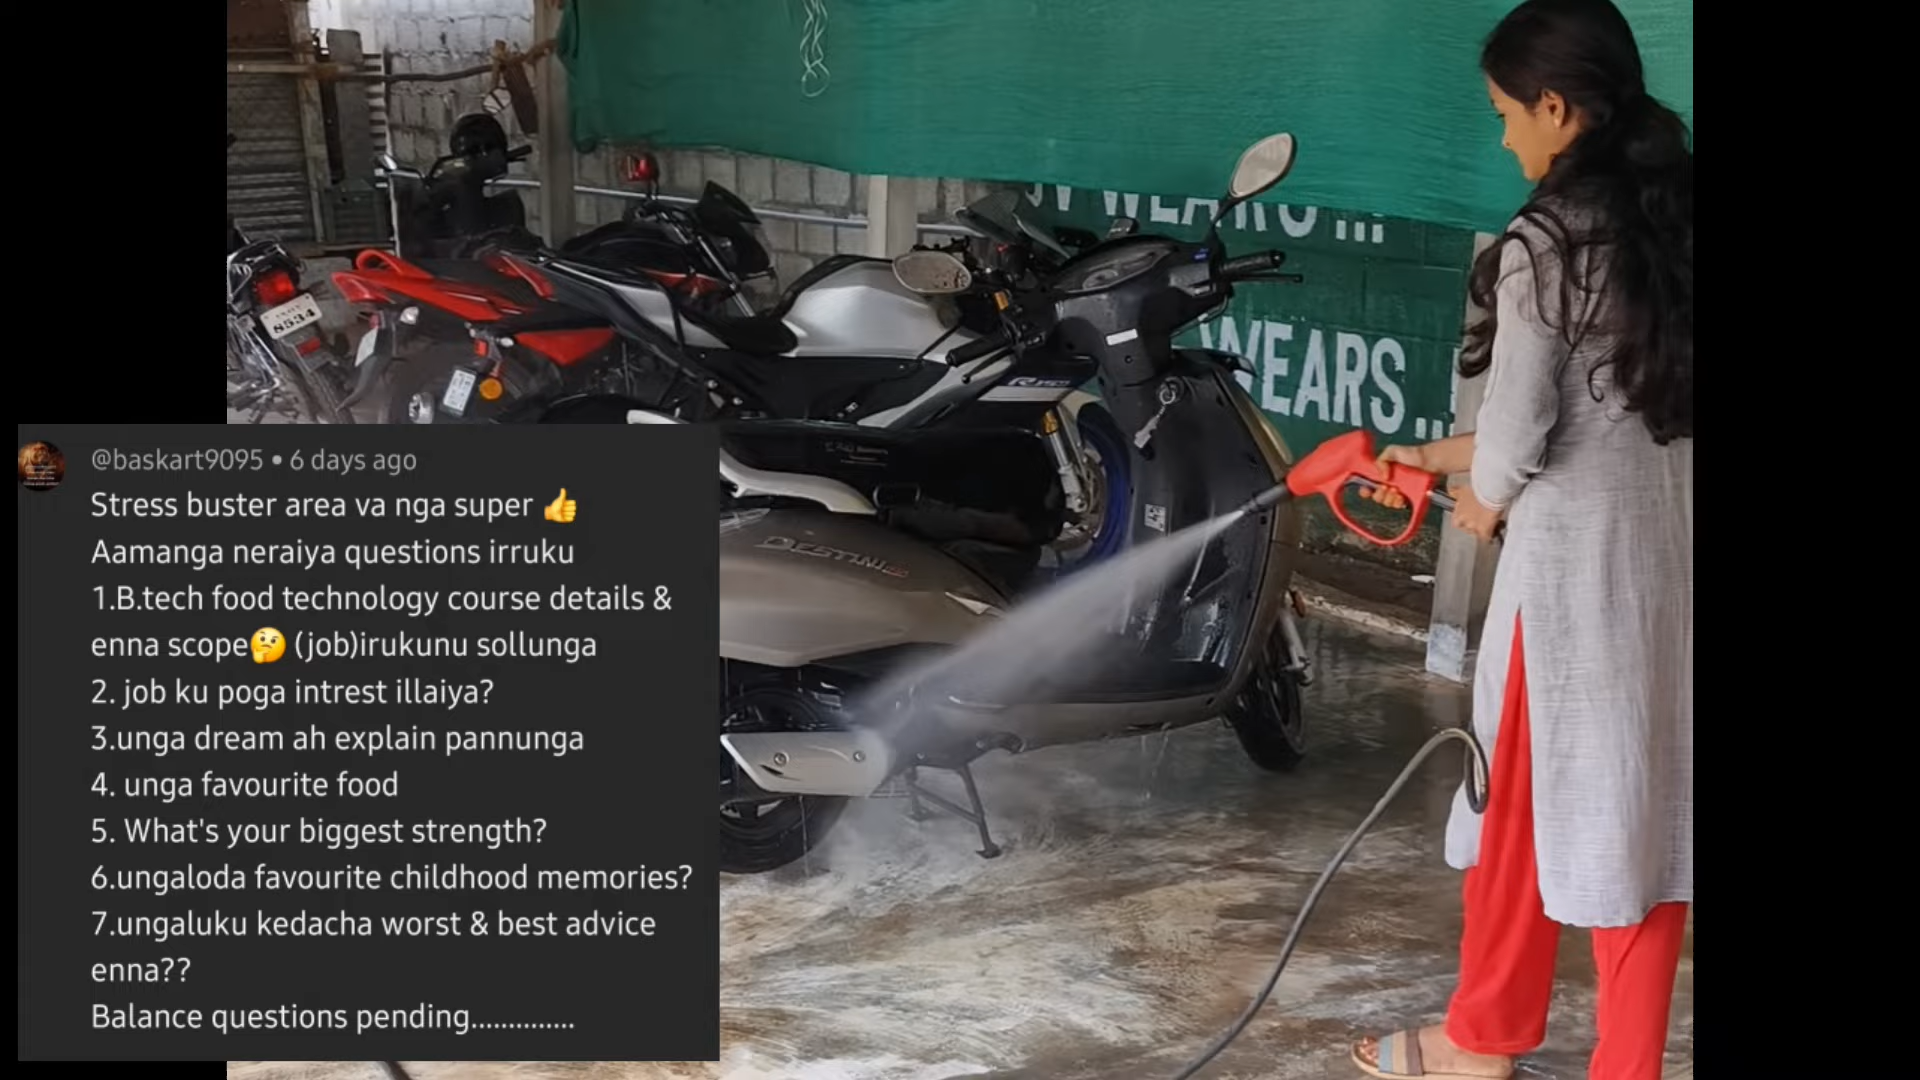 WEARS...
WEARS...
8534
R15
DESTINI
@baskart9095 • 6 days ago
Stress buster area va nga super 👍
Aamanga neraiya questions irruku
1.B.tech food technology course details &
enna scope🤔 (job)irukunu sollunga
2. job ku poga intrest illaiya?
3.unga dream ah explain pannunga
4. unga favourite food
5. What's your biggest strength?
6.ungaloda favourite childhood memories?
7.ungaluku kedacha worst & best advice
enna??
Balance questions pending..............